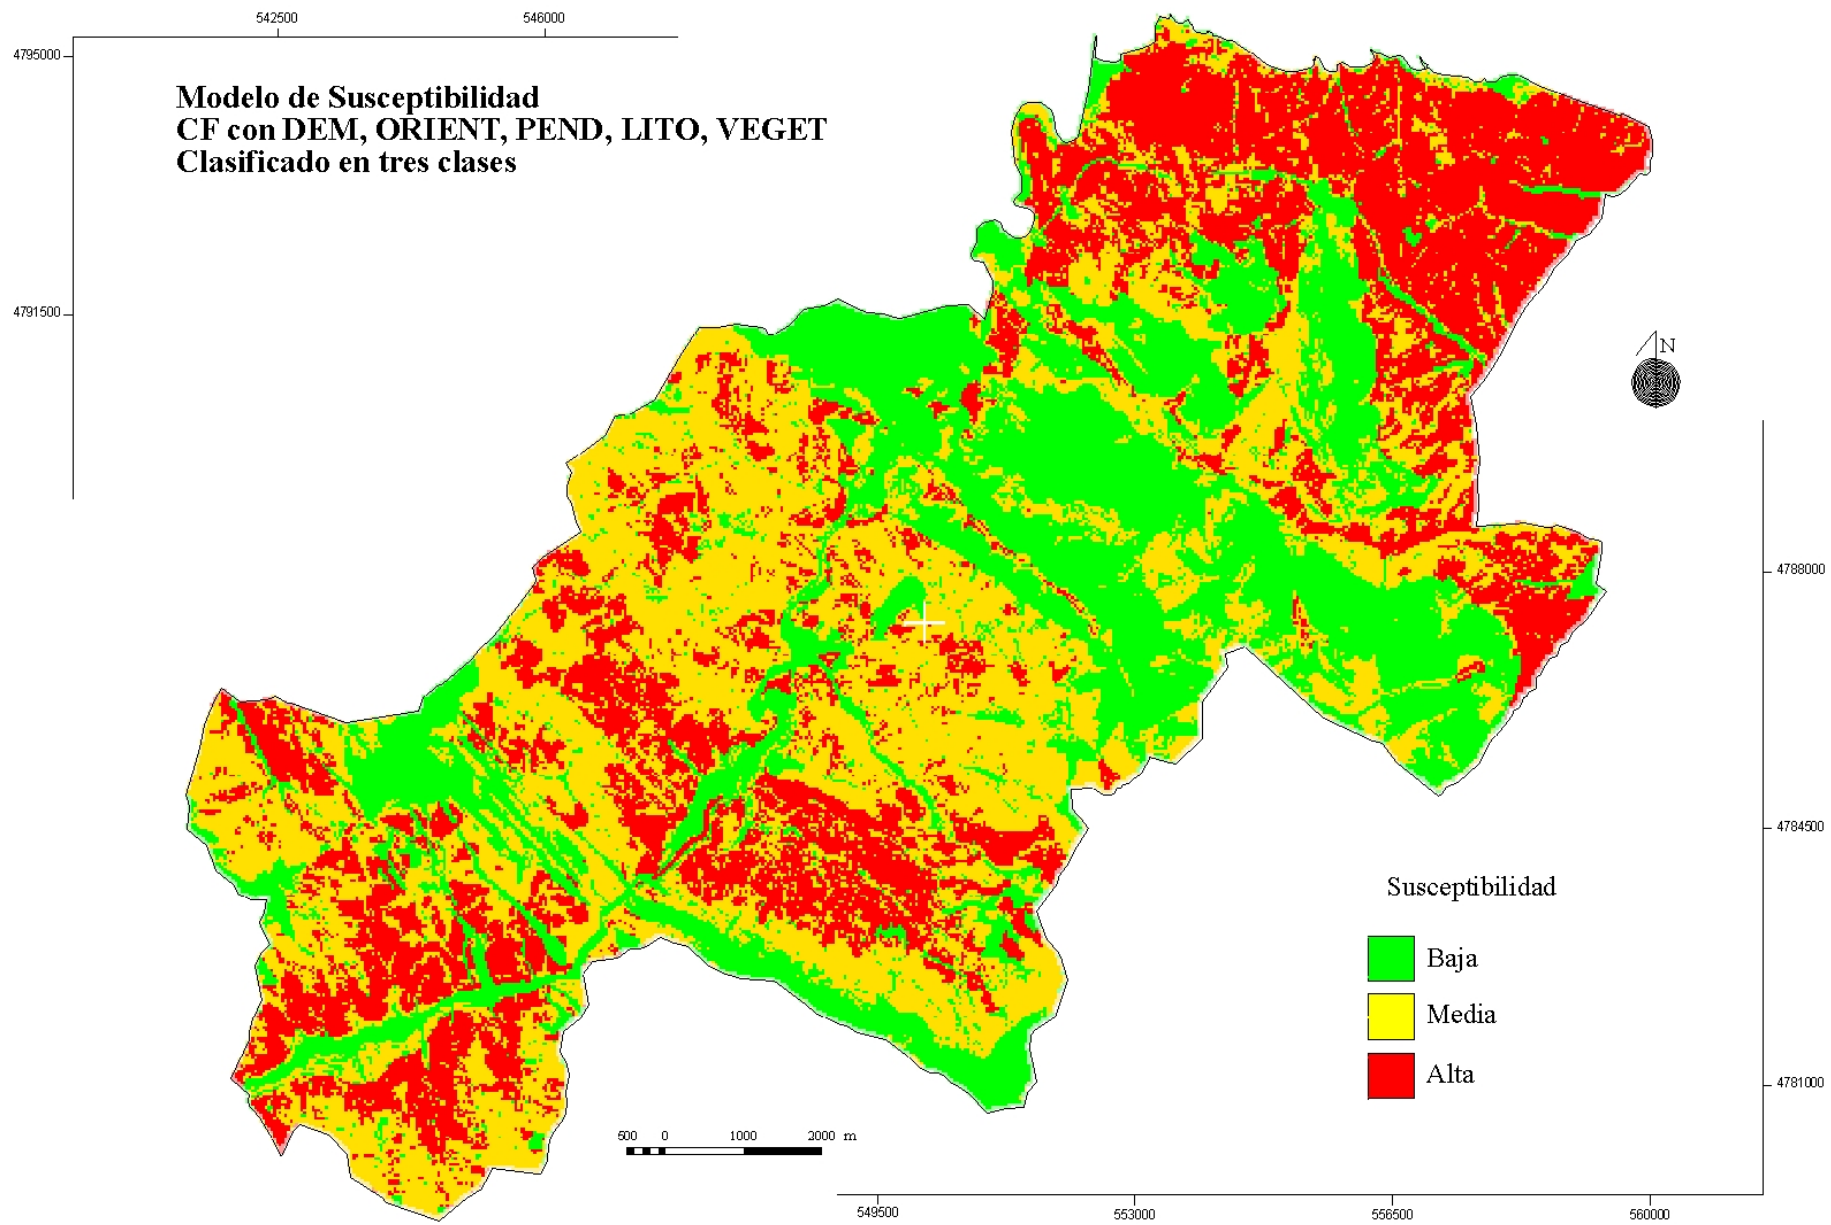 542500 546000
4795000
Modelo de Susceptibilidad
CF con DEM, ORIENT, PEND, LITO, VEGET
Clasificado en tres clases
4791500
N
4788000
4784500
Susceptibilidad
Baja
Media
Alta
4781000
500 0 1000 2000 m
549500 553000 556500 560000